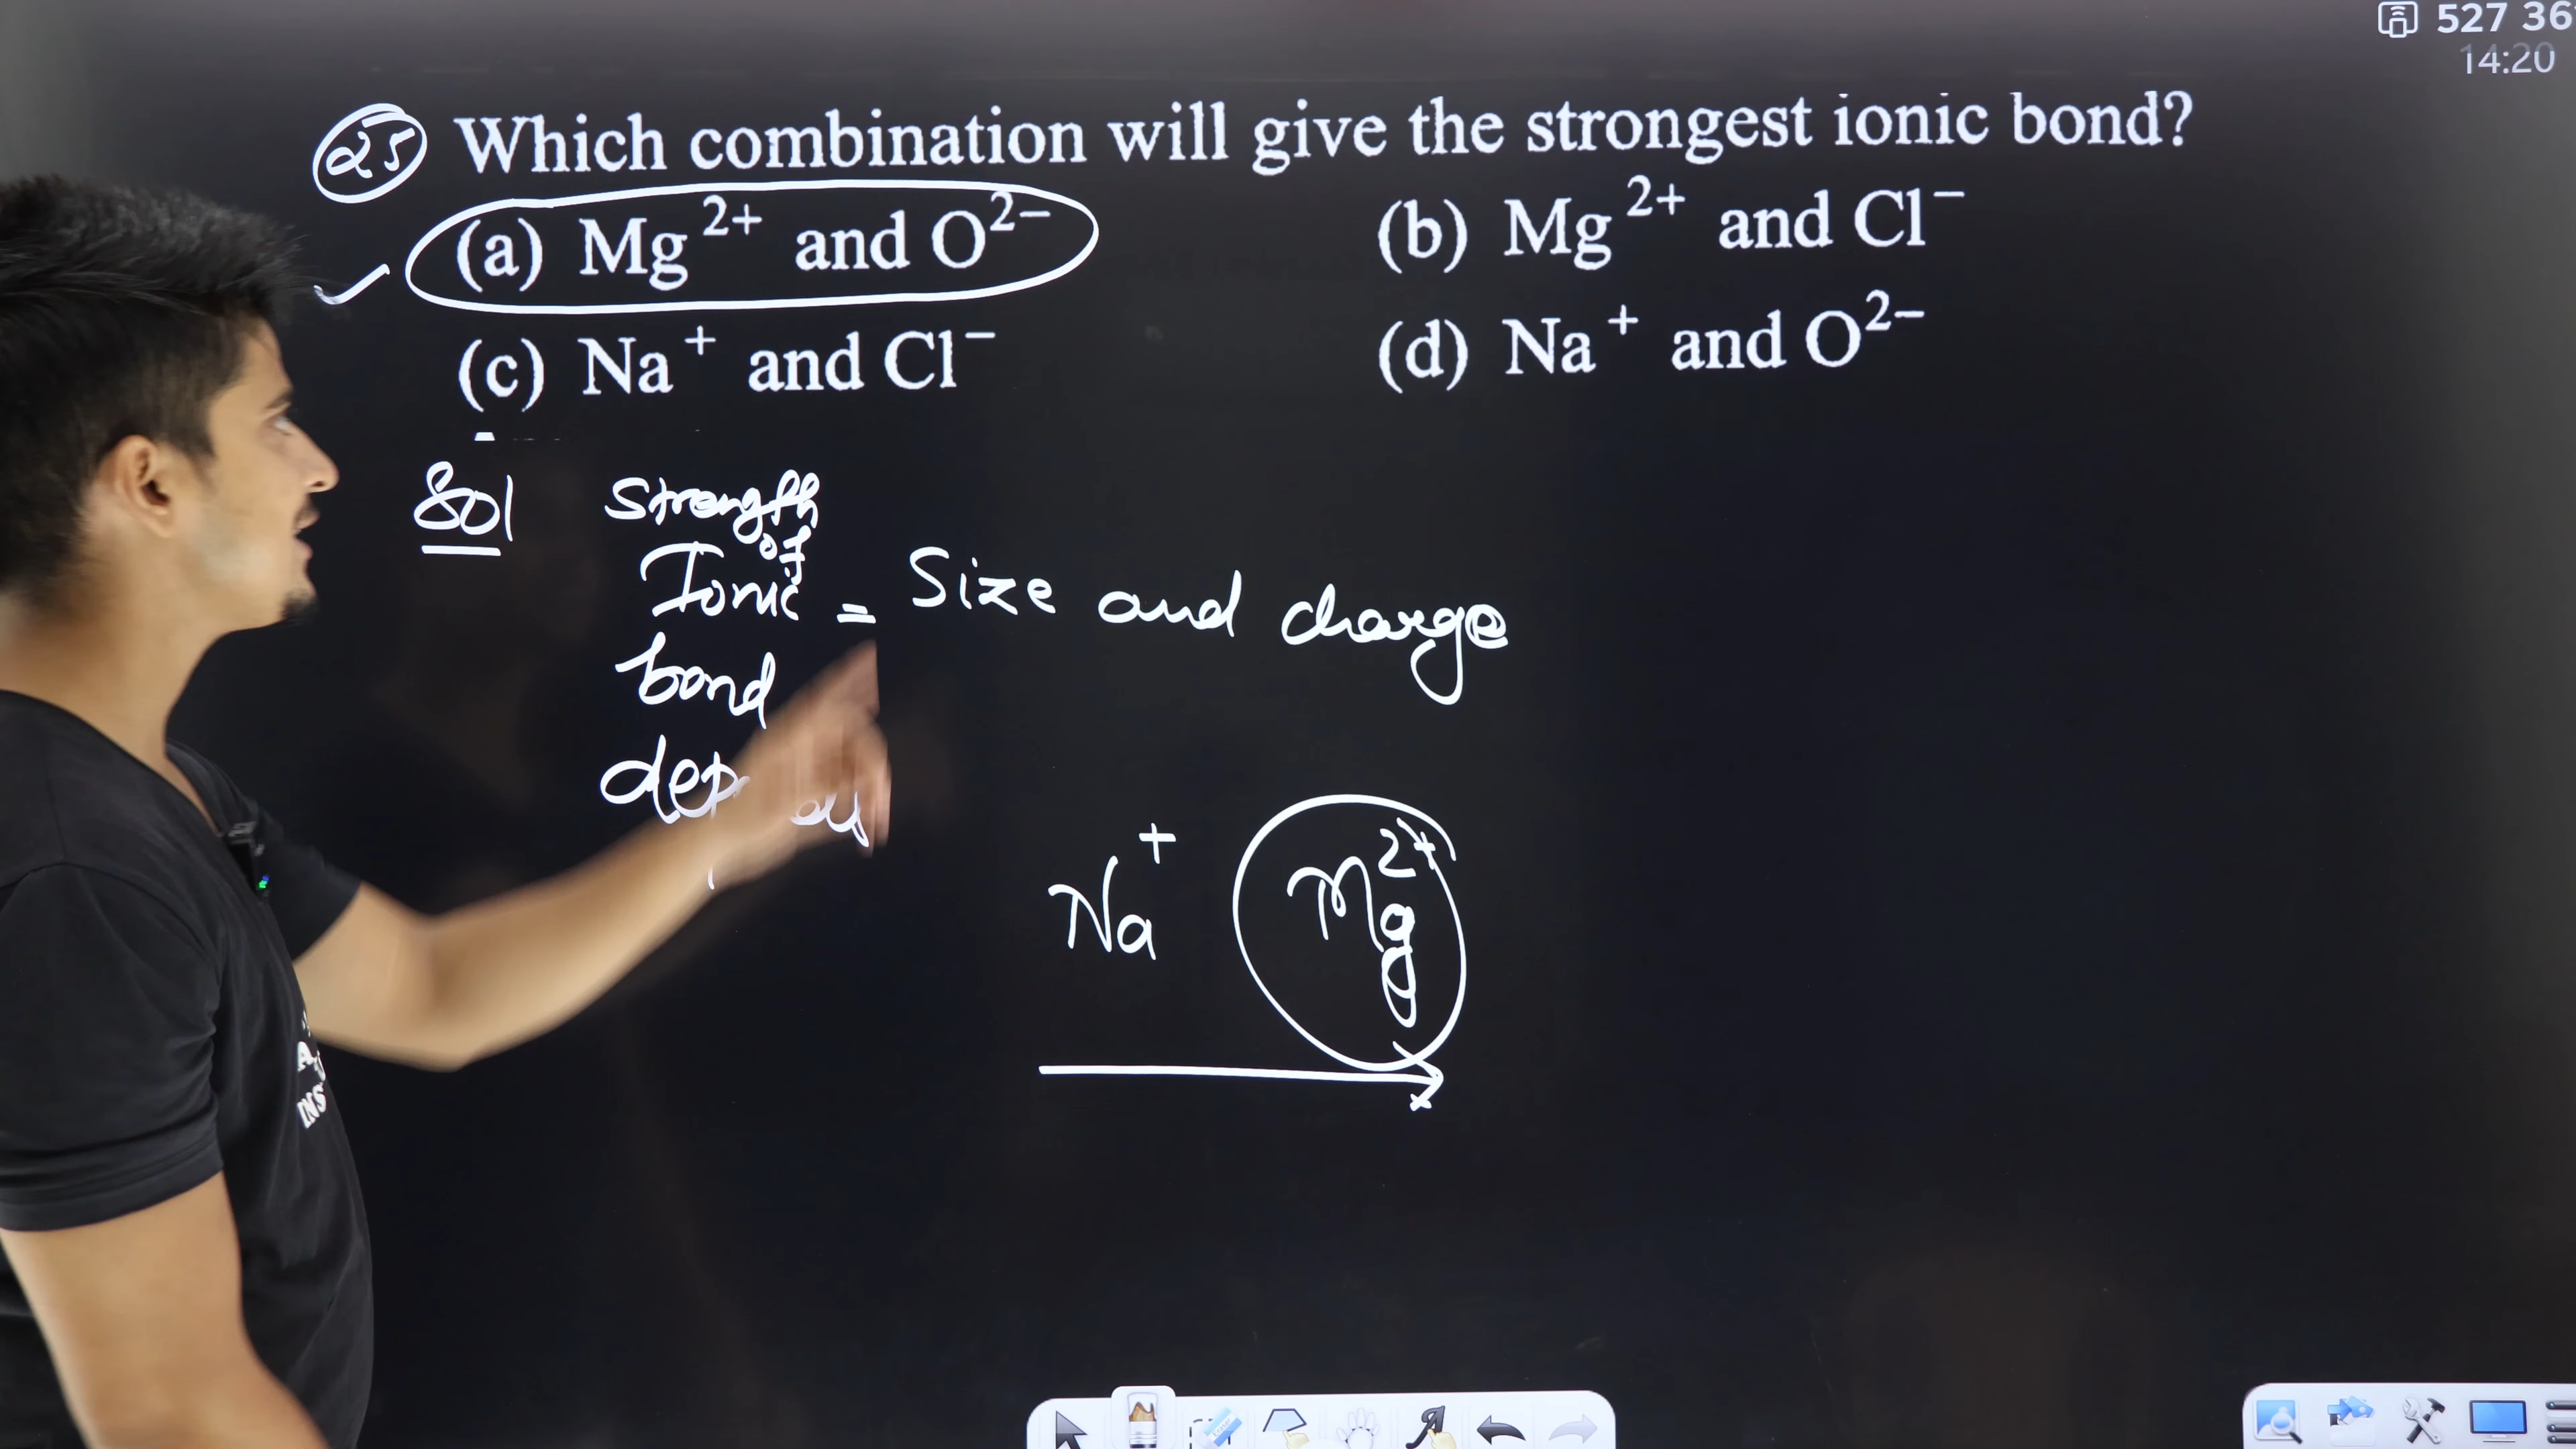 527 36
14:20
25 Which combination will give the strongest ionic bond?
(a) Mg²⁺ and O²⁻ (b) Mg²⁺ and Cl⁻
(c) Na⁺ and Cl⁻ (d) Na⁺ and O²⁻
Sol
Strength
of
Ionic = Size and charge
bond
Na⁺ Mg²⁺